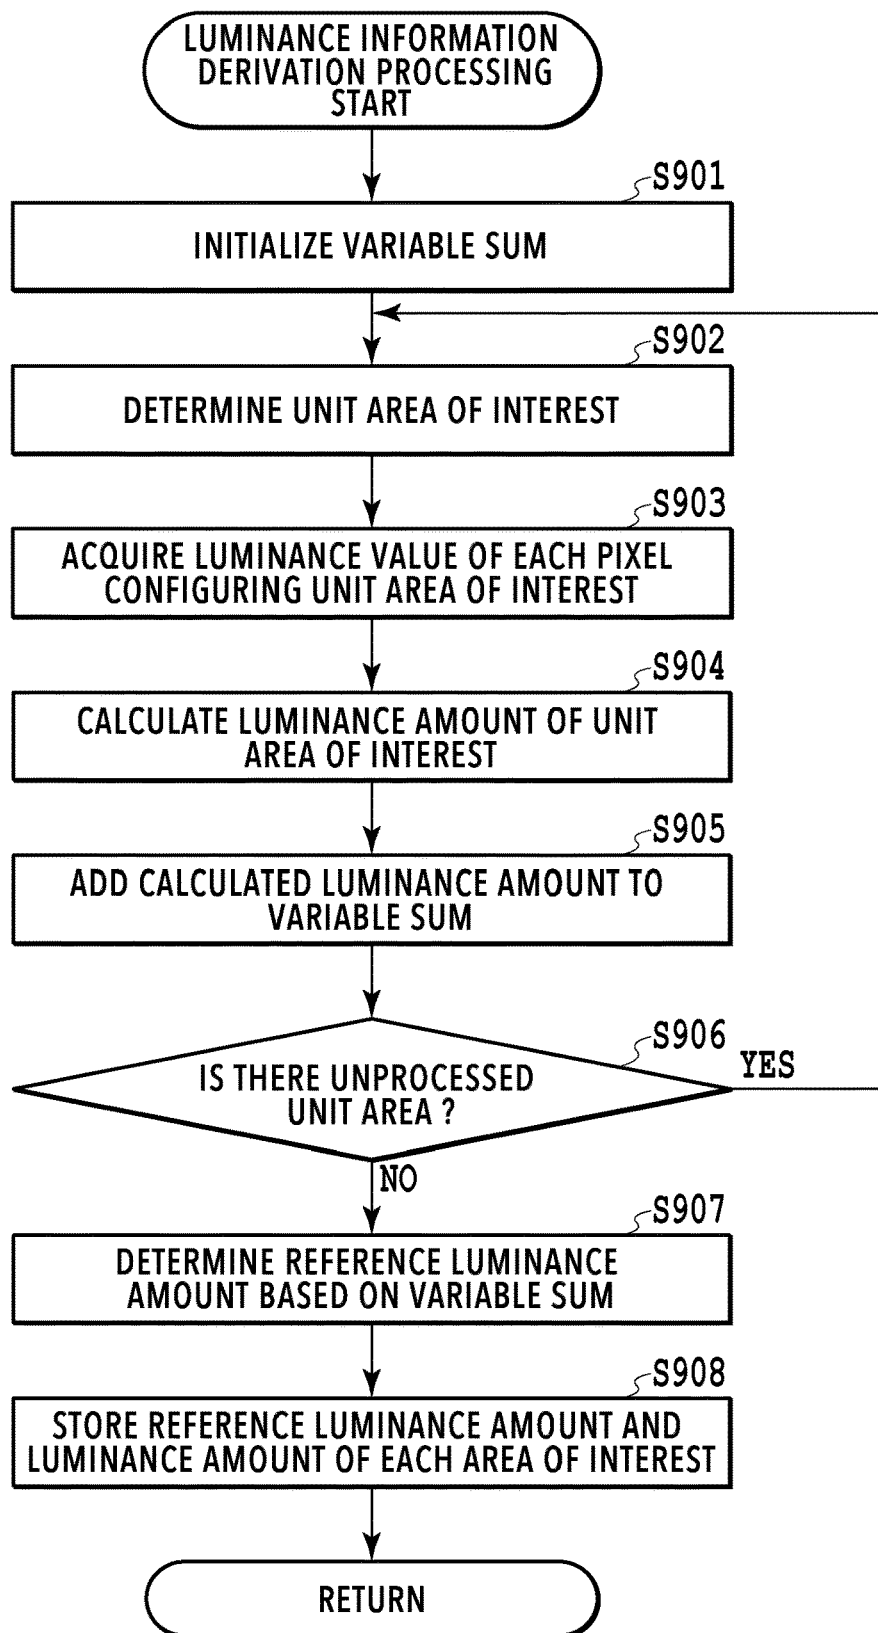 LUMINANCE INFORMATION
DERIVATION PROCESSING
START
S901
INITIALIZE VARIABLE SUM
S902
DETERMINE UNIT AREA OF INTEREST
S903
ACQUIRE LUMINANCE VALUE OF EACH PIXEL
CONFIGURING UNIT AREA OF INTEREST
S904
CALCULATE LUMINANCE AMOUNT OF UNIT
AREA OF INTEREST
S905
ADD CALCULATED LUMINANCE AMOUNT TO
VARIABLE SUM
S906
IS THERE UNPROCESSED
UNIT AREA ?
YES
NO
S907
DETERMINE REFERENCE LUMINANCE
AMOUNT BASED ON VARIABLE SUM
S908
STORE REFERENCE LUMINANCE AMOUNT AND
LUMINANCE AMOUNT OF EACH AREA OF INTEREST
RETURN